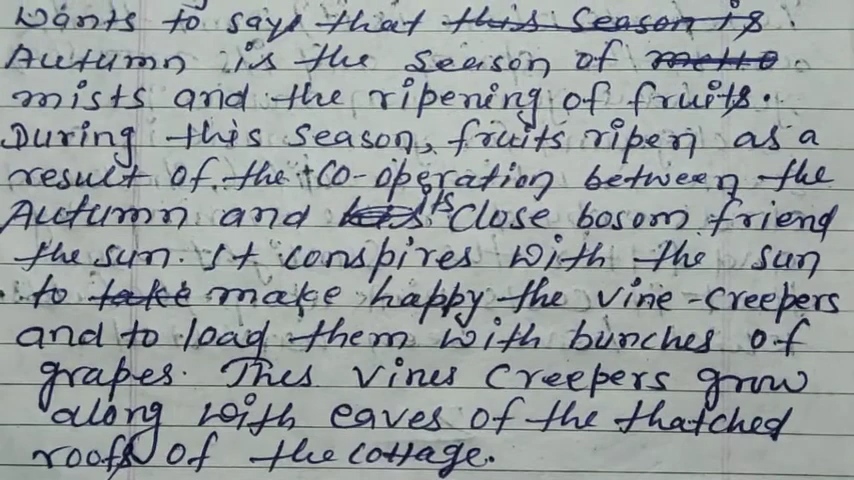 Wants to say that this season is
Autumn is the season of
mists and the ripening of fruits.
During this season, fruits ripen as a
result of the co-operation between the
Autumn and its close bosom friend
the sun. It conspires with the sun
to take make happy the vine-creepers
and to load them with bunches of
grapes. Thes vines creepers grow
along with eaves of the thatched
roofs of the cottage.